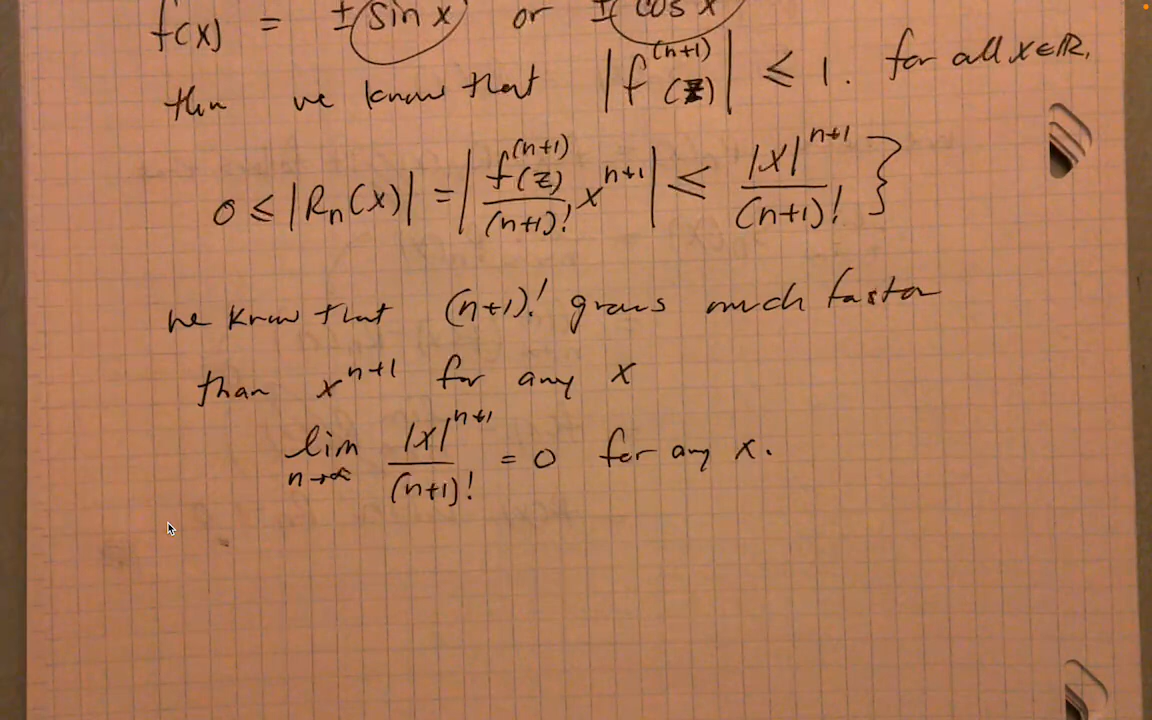 f(x) = ± sin x or ± cos x
then we know that |f^(n+1)(z)| ≤ 1. for all x∈ℝ,
0 ≤ |R_n(x)| = |f^(n+1)(z)/(n+1)! x^(n+1)| ≤ |x|^(n+1)/(n+1)! }
we know that (n+1)! grows much faster
than x^(n+1) for any x
lim n→∞ |x|^(n+1)/(n+1)! = 0 for any x.